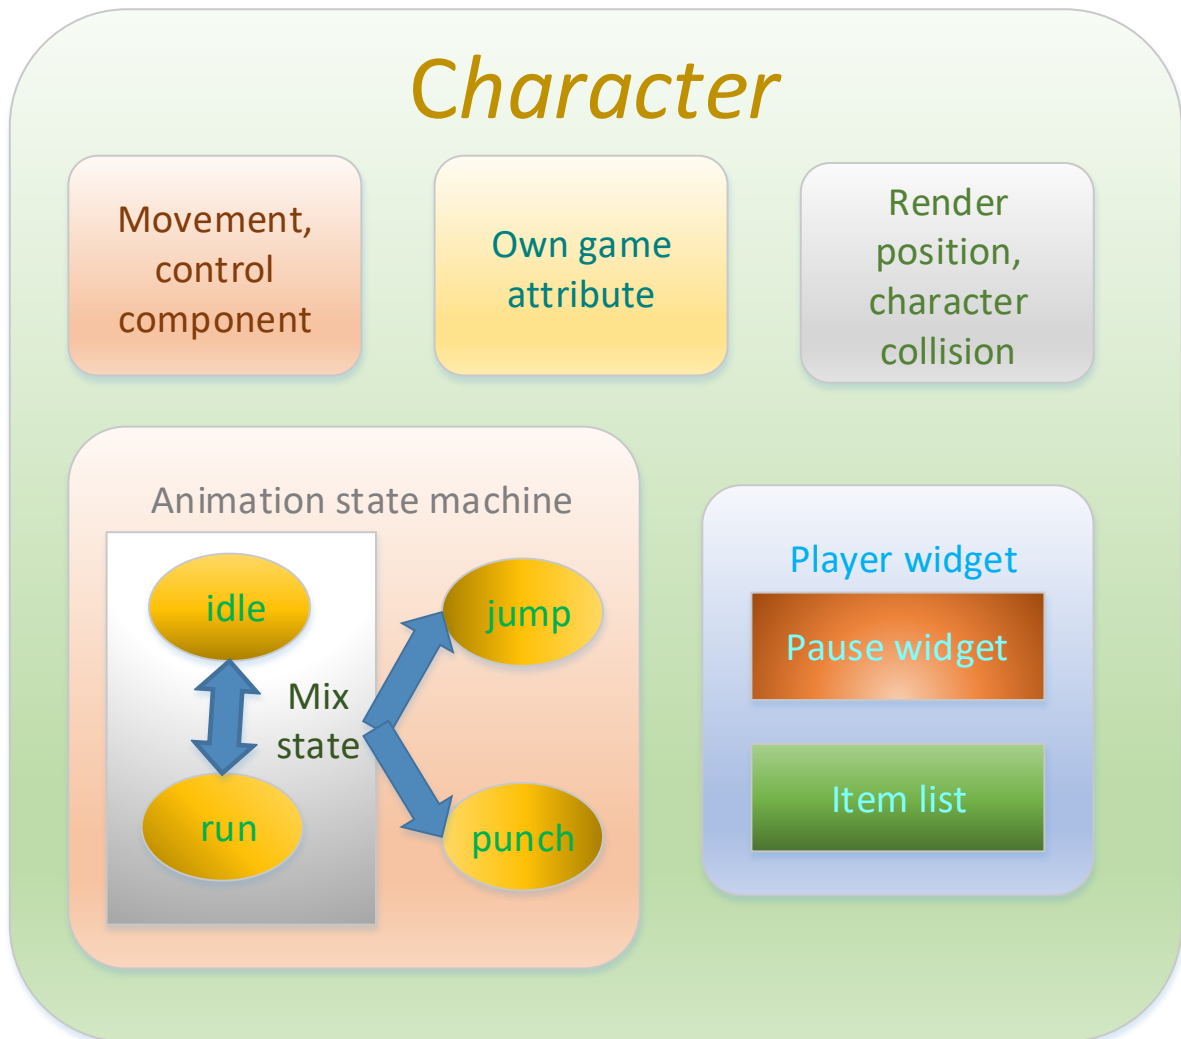 Character
Movement,
control
component
Own game
attribute
Render
position,
character
collision
Animation state machine
idle
Mix
state
run
jump
punch
Player widget
Pause widget
Item list